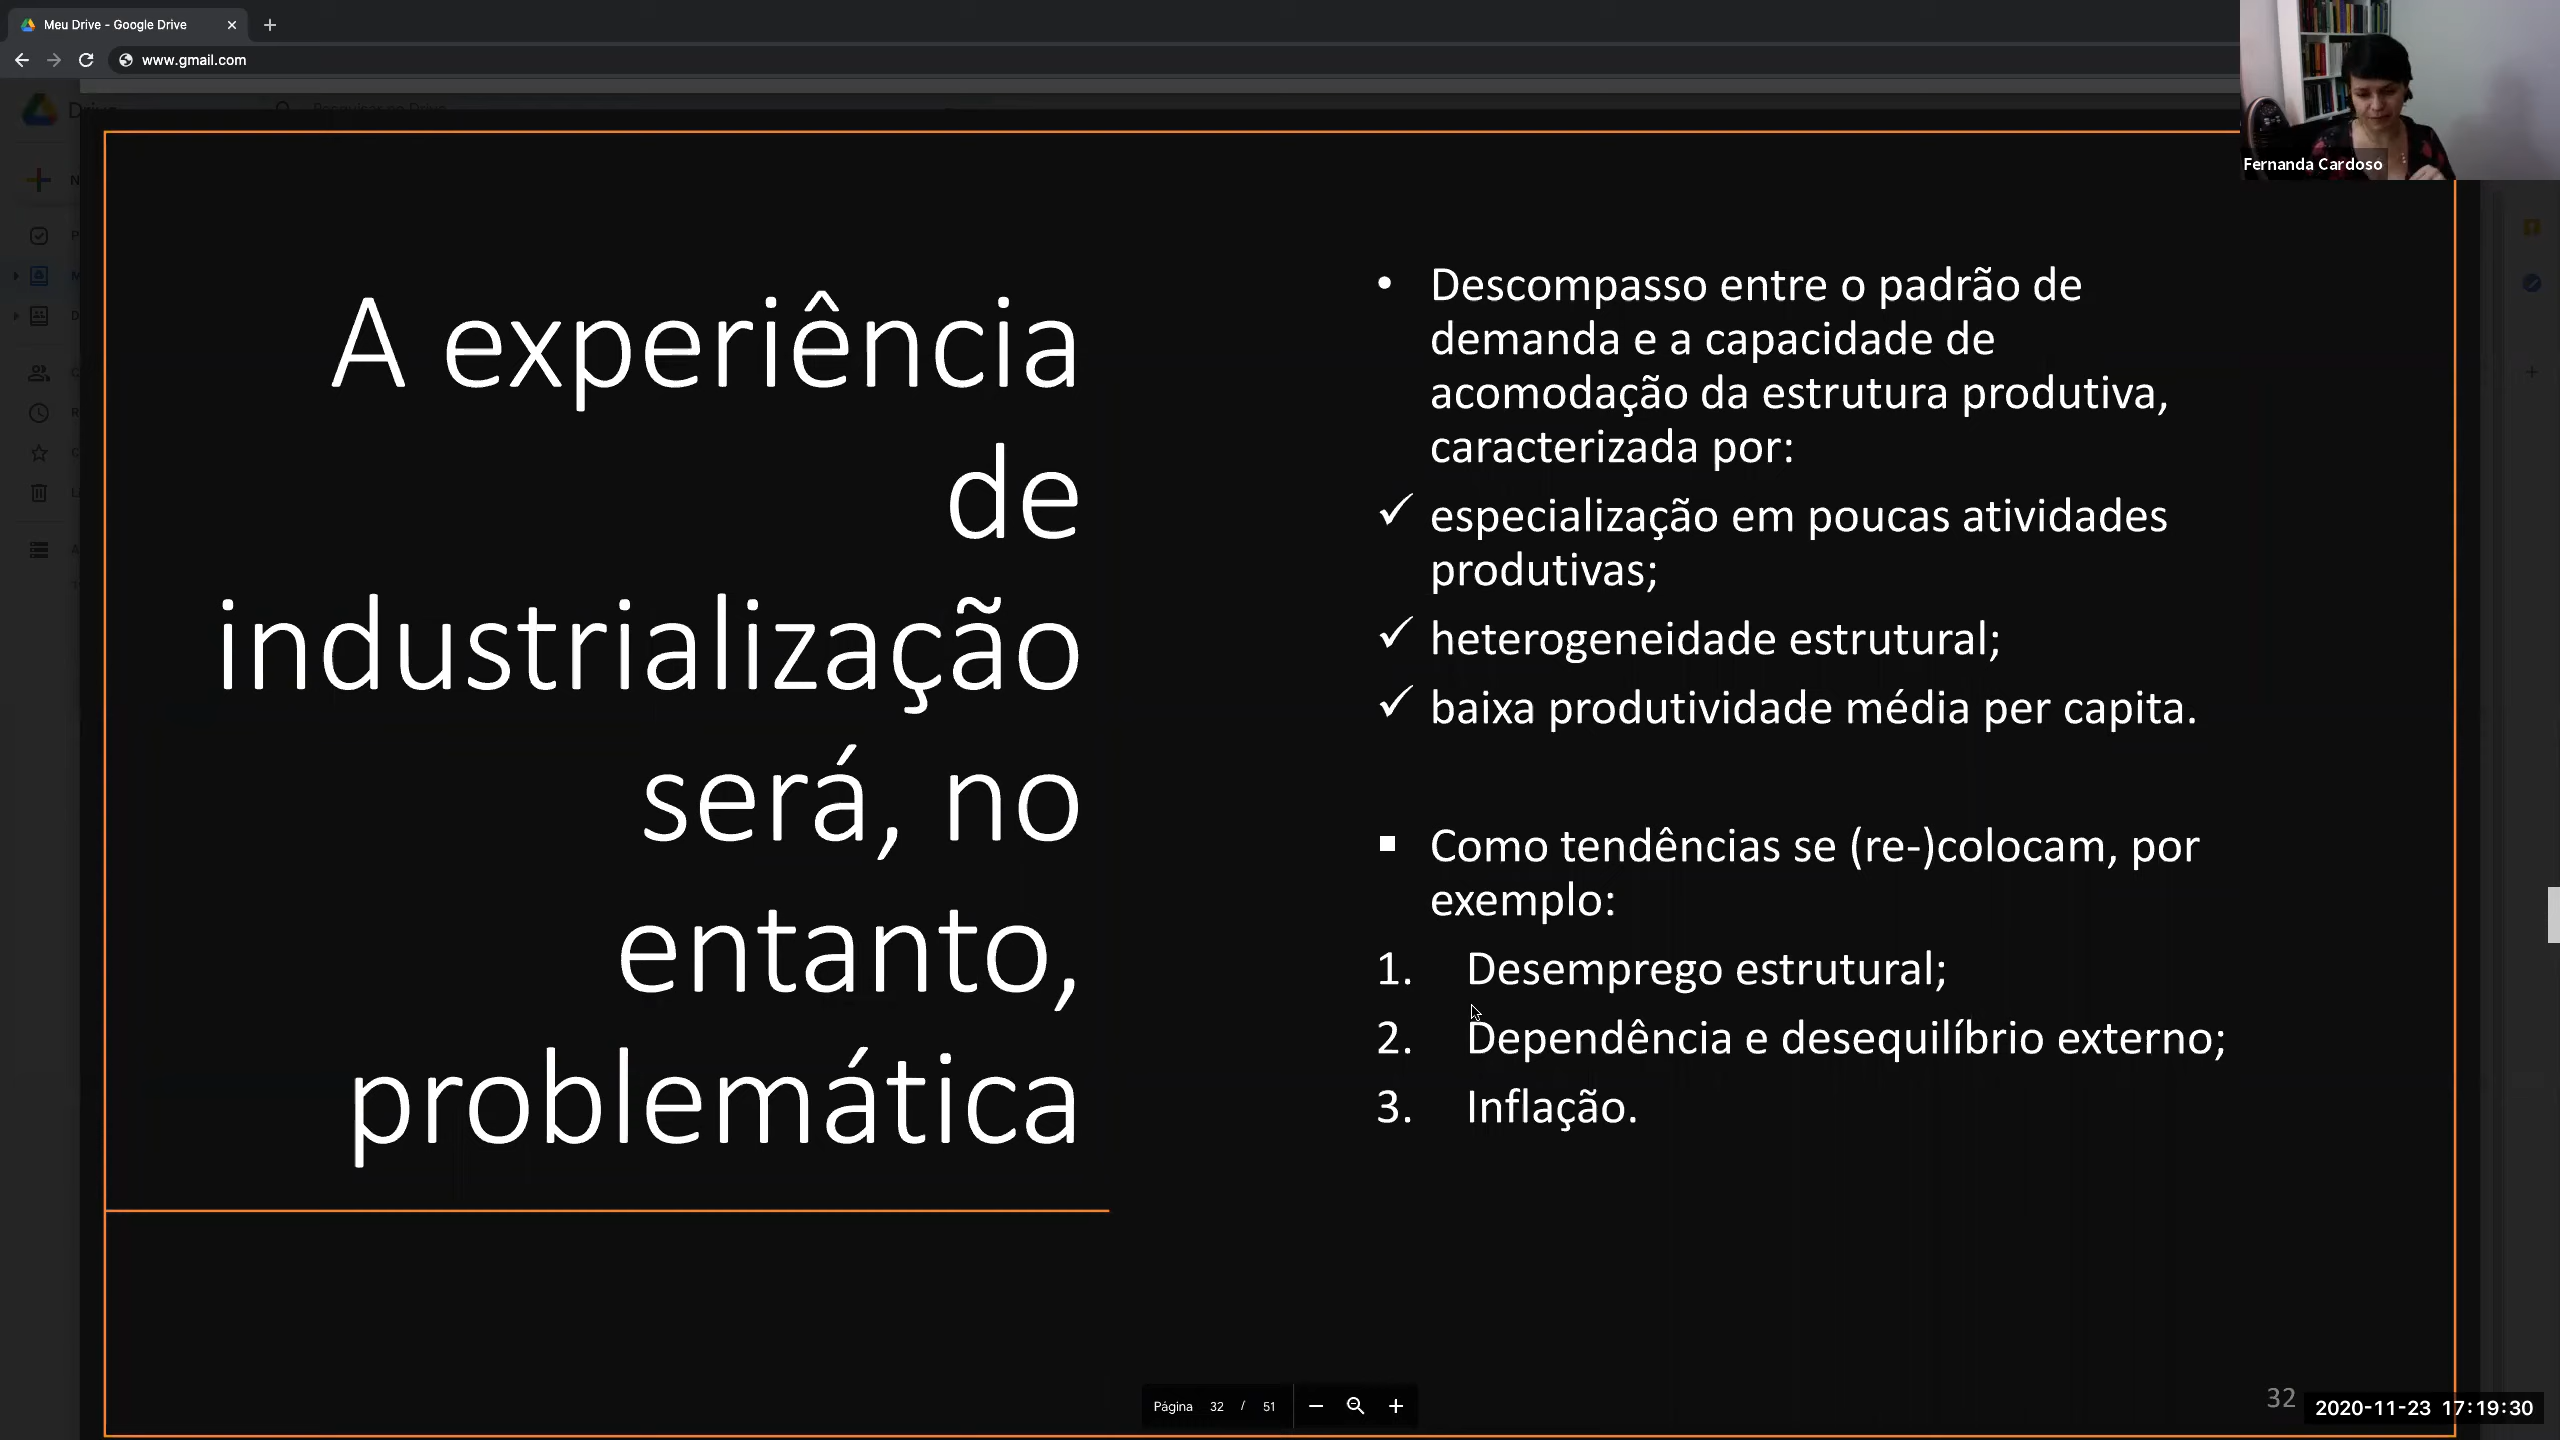 Meu Drive - Google Drive
www.gmail.com
Fernanda Cardoso
A experiência
de
industrialização
será, no
entanto,
problemática
• Descompasso entre o padrão de
demanda e a capacidade de
acomodação da estrutura produtiva,
caracterizada por:
✓ especialização em poucas atividades
produtivas;
✓ heterogeneidade estrutural;
✓ baixa produtividade média per capita.
▪ Como tendências se (re-)colocam, por
exemplo:
1. Desemprego estrutural;
2. Dependência e desequilíbrio externo;
3. Inflação.
Página 32 / 51
32
2020-11-23 17:19:30